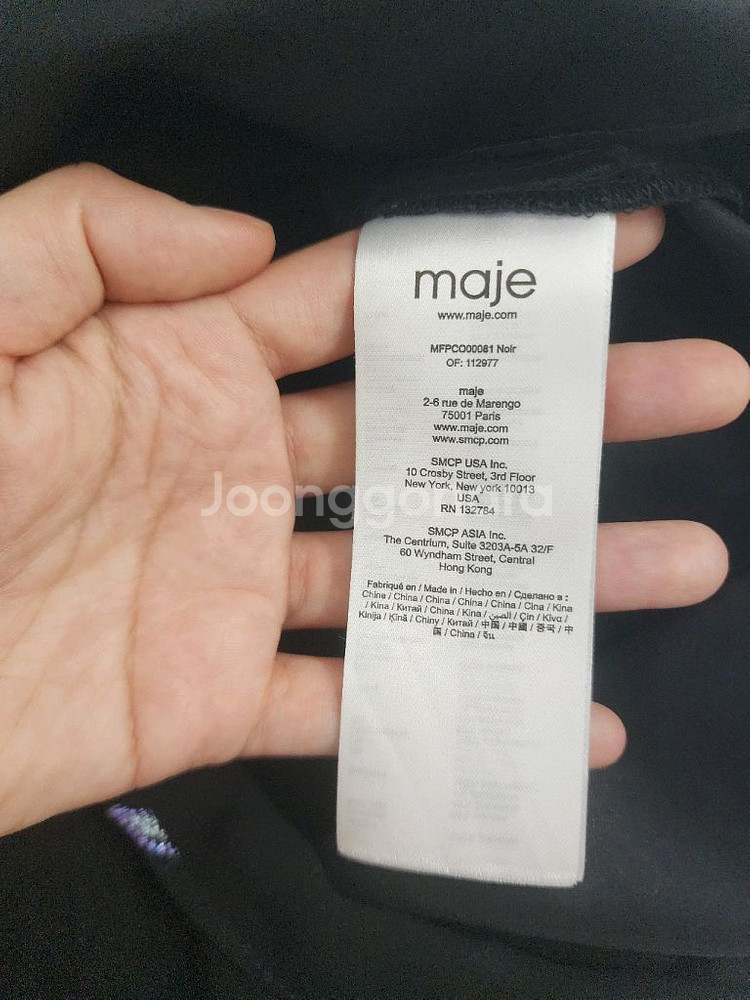 maje
www.maje.com
MFPCO00081 Noir
OF: 112977
maje
2-6 rue de Marengo
75001 Paris
www.maje.com
www.smcp.com
SMCP USA Inc.
10 Crosby Street, 3rd Floor
New York, New york 10013
USA
RN 132784
Joonggonara
SMCP ASIA Inc.
The Centrium, Suite 3203A-5A 32/F
60 Wyndham Street, Central
Hong Kong
Fabriqué en / Made in / Hecho en / Сделано в :
Chine / China / China / China / China / Cina / Kina
/ Kina / Китай / China / Kina / الصين / Çin / Κίνα /
Kinija / Ķīnā / Chiny / Китай / 中国 / 中國 / 중국 / 中
国 / China / จีน